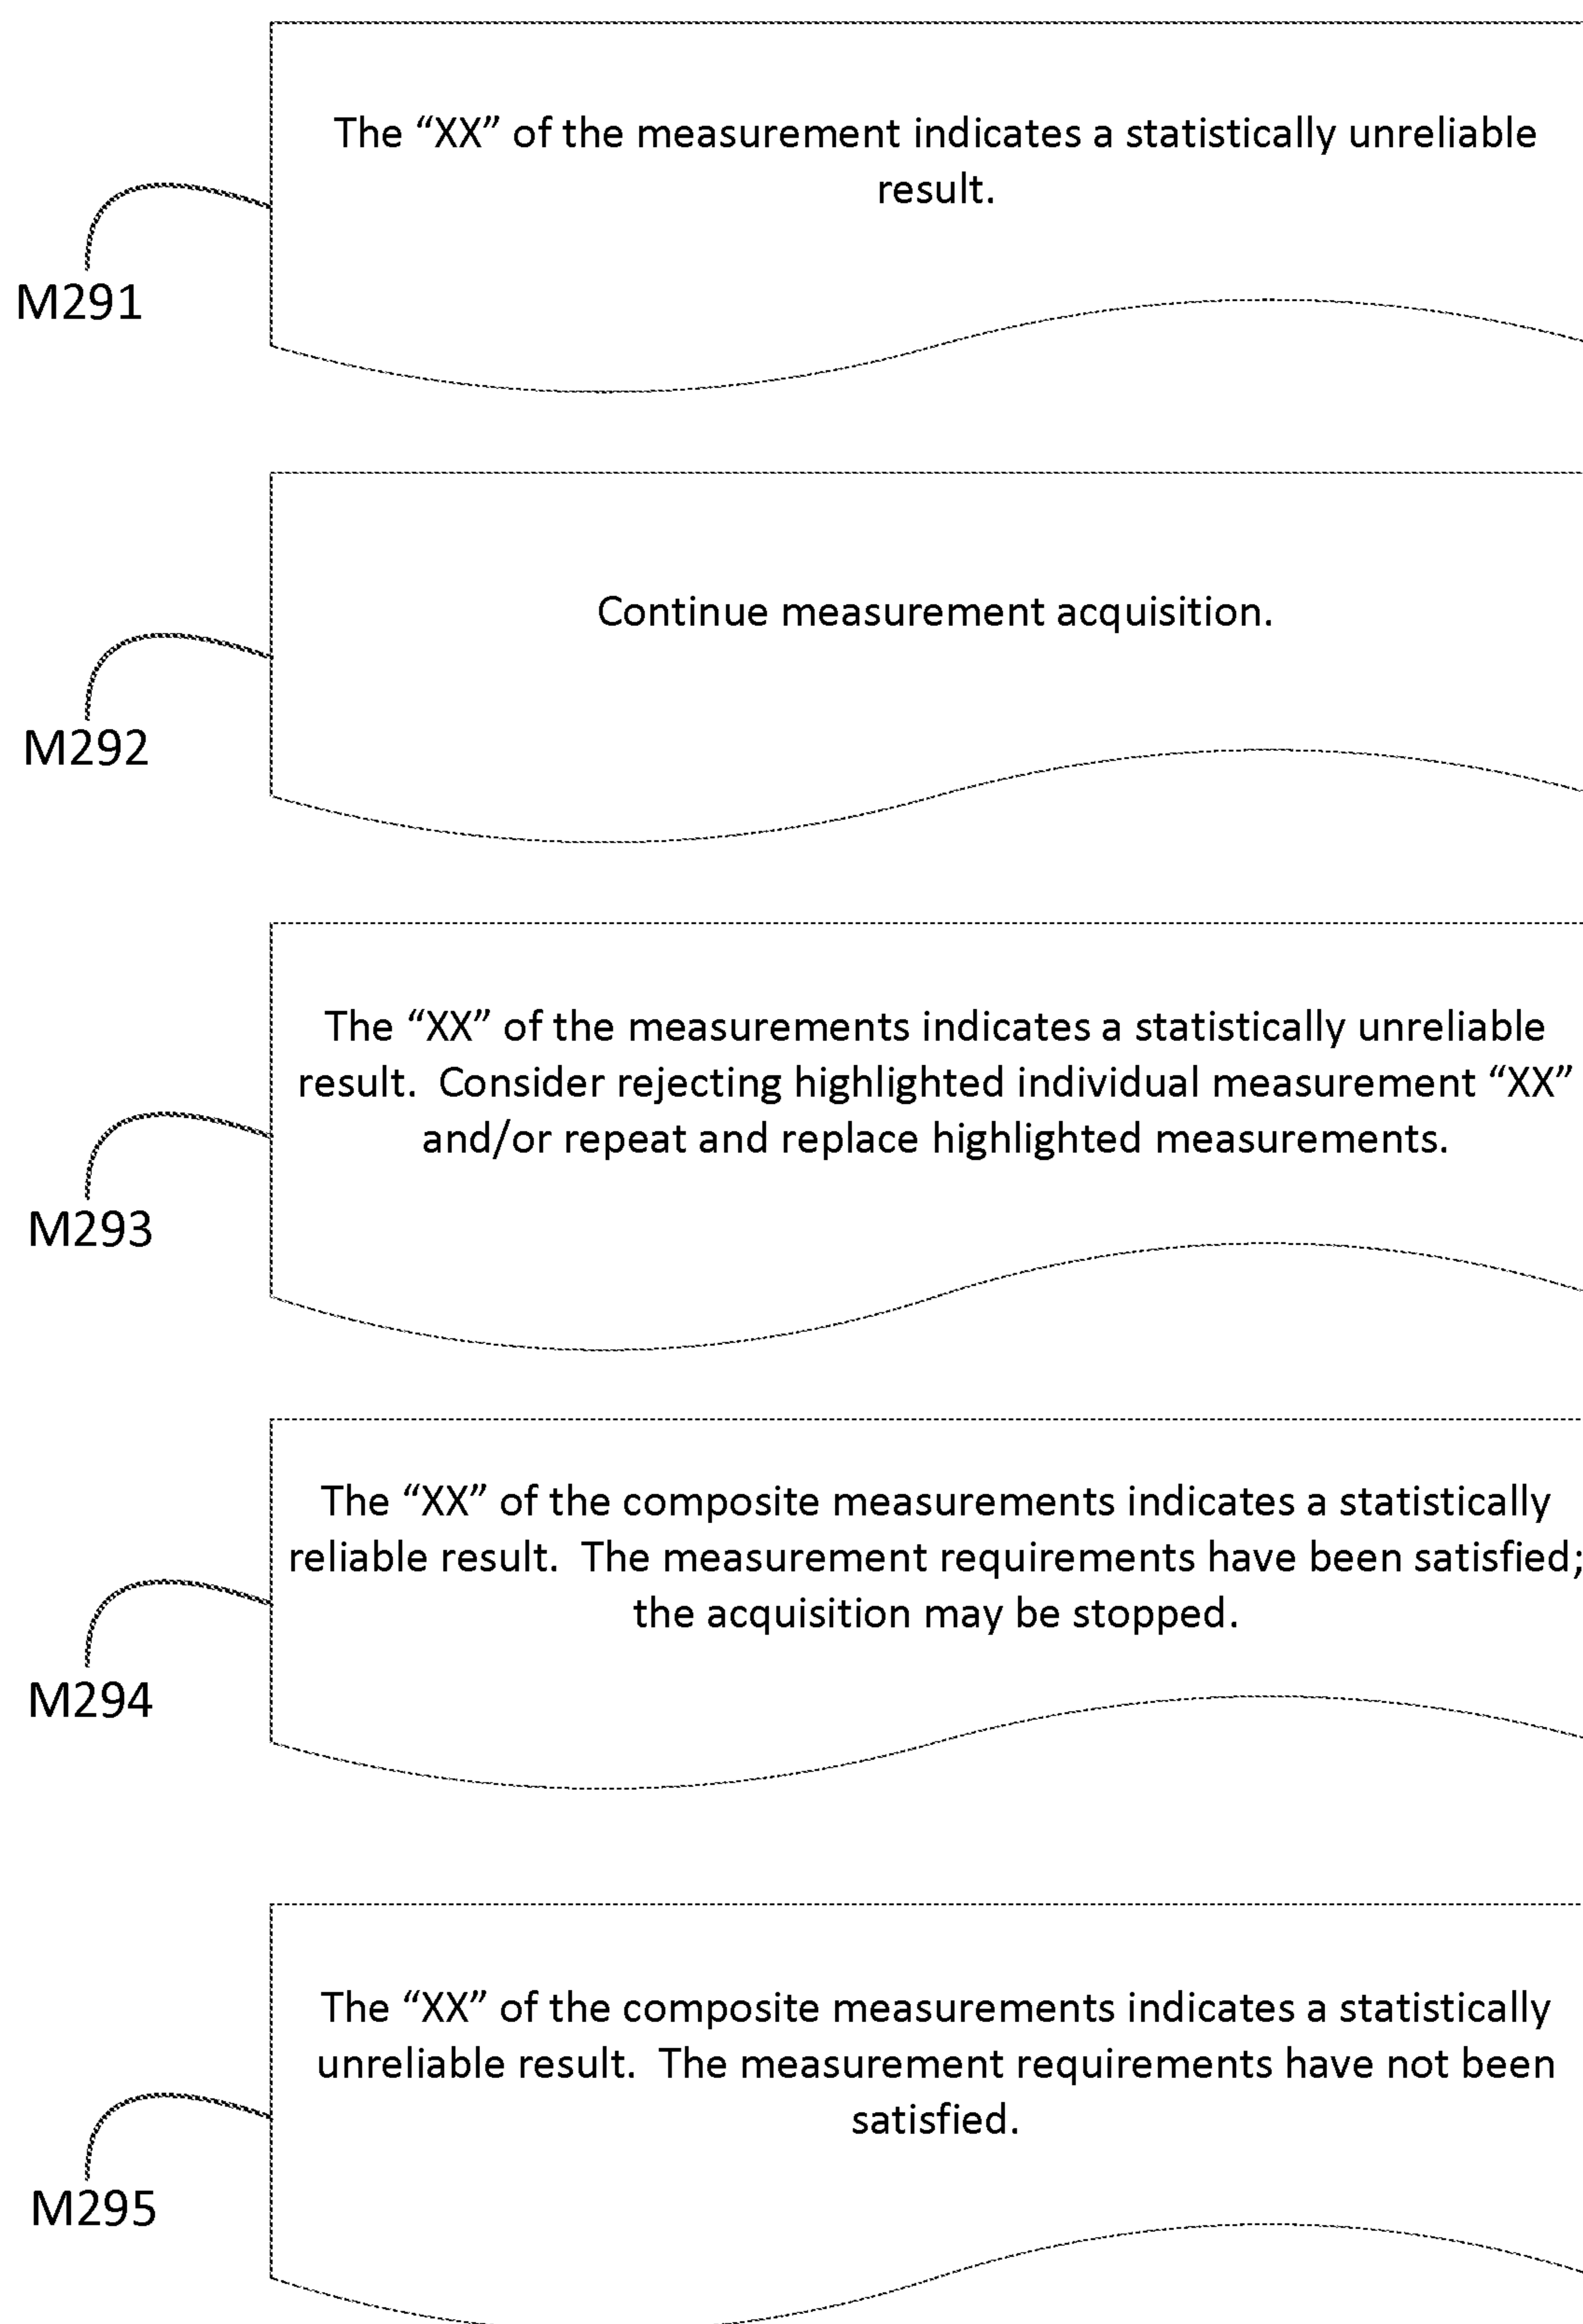 The “XX” of the measurement indicates a statistically unreliable
result.
M291
Continue measurement acquisition.
M292
The “XX” of the measurements indicates a statistically unreliable
result.  Consider rejecting highlighted individual measurement “XX”
and/or repeat and replace highlighted measurements.
M293
The “XX” of the composite measurements indicates a statistically
reliable result.  The measurement requirements have been satisfied;
the acquisition may be stopped.
M294
The “XX” of the composite measurements indicates a statistically
unreliable result.  The measurement requirements have not been
satisfied.
M295